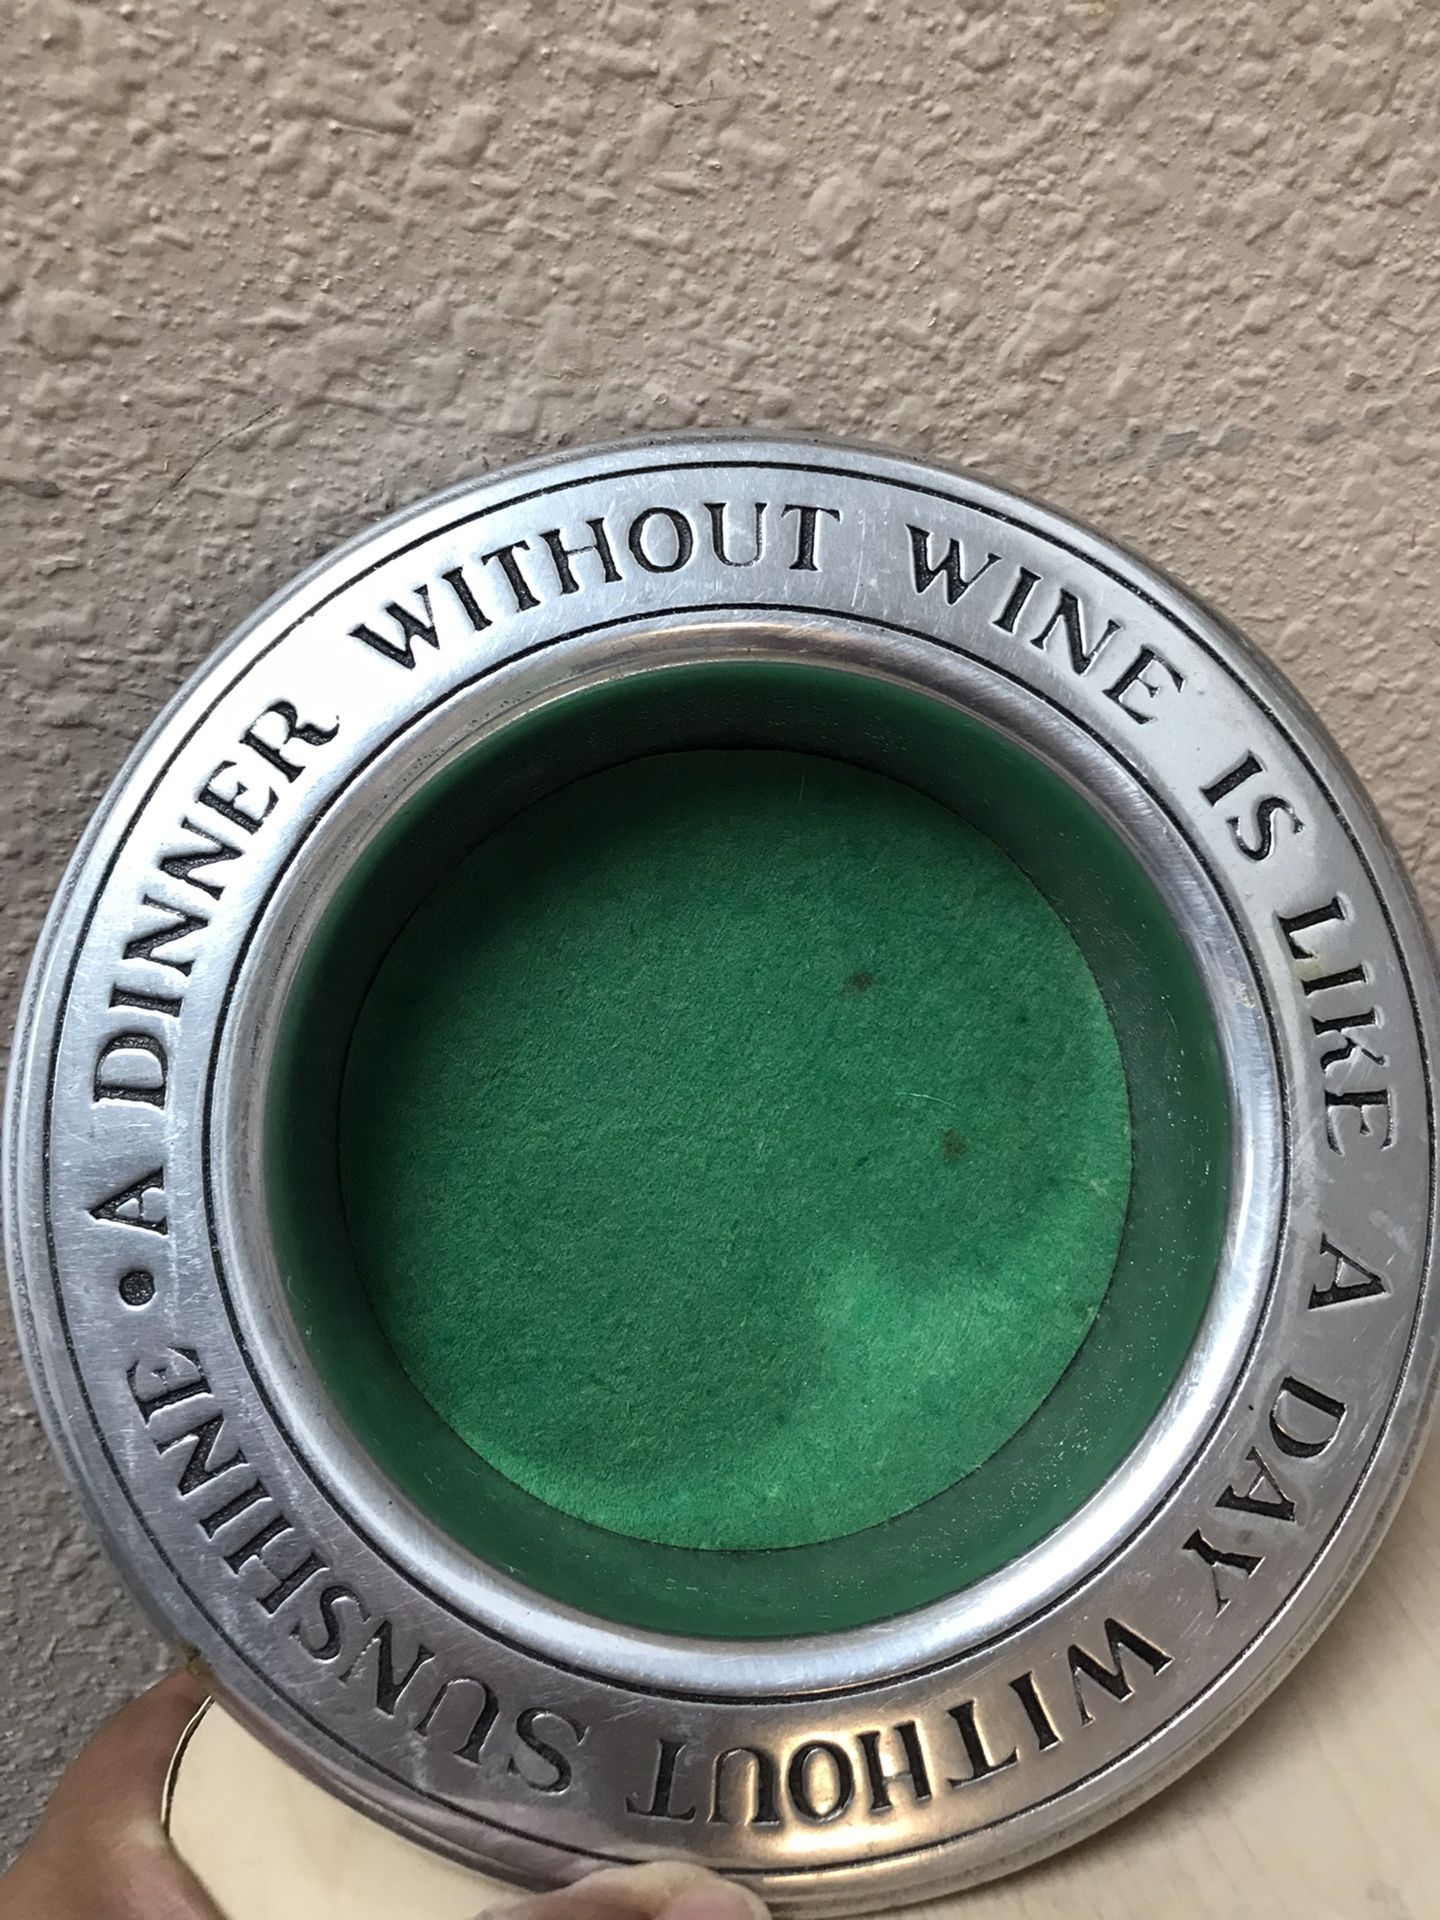 A DINNER WITHOUT WINE IS LIKE A DAY WITHOUT SUNSHINE •